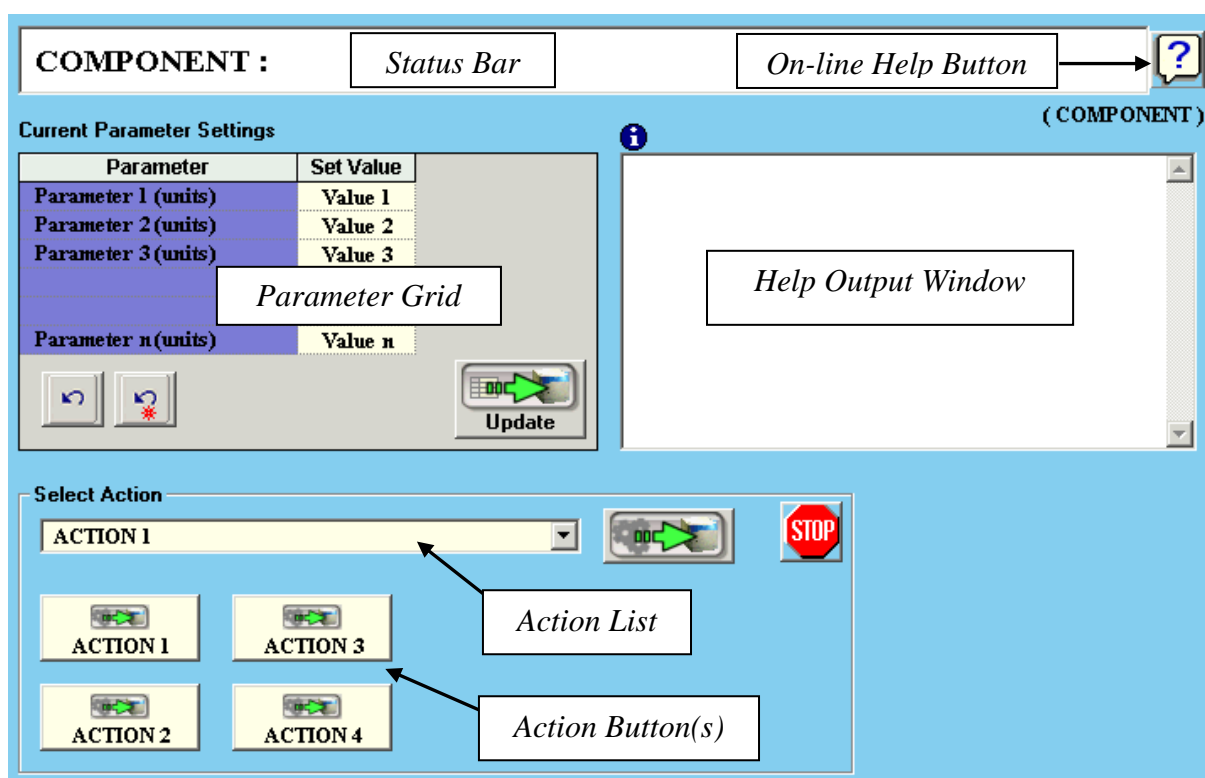 COMPONENT :
Status Bar
On-line Help Button
?
( COMPONENT )
Current Parameter Settings
i
Parameter Set Value
Parameter 1 (units) Value 1
Parameter 2 (units) Value 2
Parameter 3 (units) Value 3
Parameter Grid
Parameter n (units) Value n
Update
Help Output Window
Select Action
ACTION 1
STOP
Action List
ACTION 1
ACTION 3
Action Button(s)
ACTION 2
ACTION 4